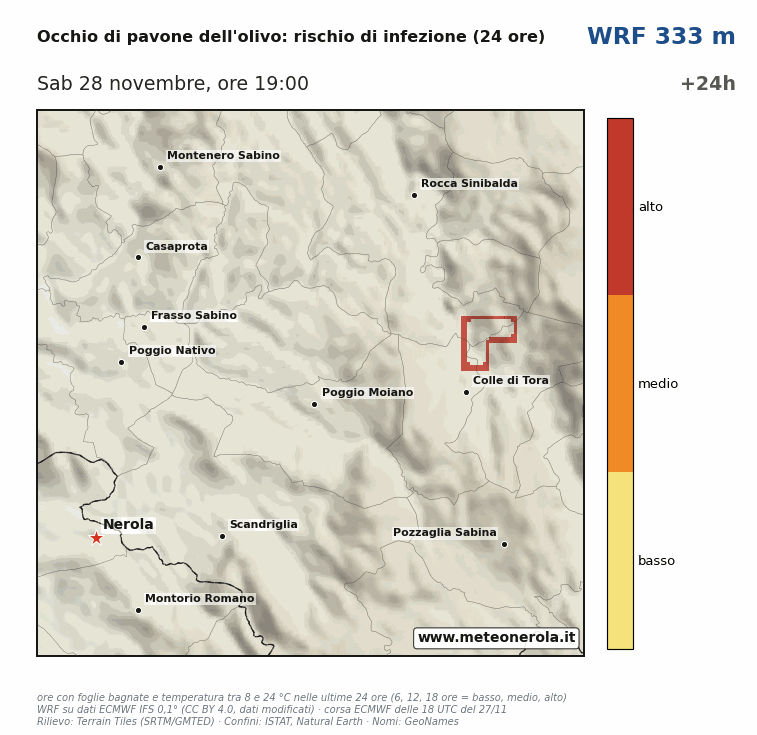 Occhio di pavone dell'olivo: rischio di infezione (24 ore)
WRF 333 m
Sab 28 novembre, ore 19:00
+24h
Montenero Sabino
Rocca Sinibalda
alto
Casaprota
Frasso Sabino
Poggio Nativo
Colle di Tora
medio
Poggio Moiano
Nerola
Scandriglia
Pozzaglia Sabina
basso
Montorio Romano
www.meteonerola.it
ore con foglie bagnate e temperatura tra 8 e 24 °C nelle ultime 24 ore (6, 12, 18 ore = basso, medio, alto)
WRF su dati ECMWF IFS 0,1° (CC BY 4.0, dati modificati) · corsa ECMWF delle 18 UTC del 27/11
Rilievo: Terrain Tiles (SRTM/GMTED) · Confini: ISTAT, Natural Earth · Nomi: GeoNames